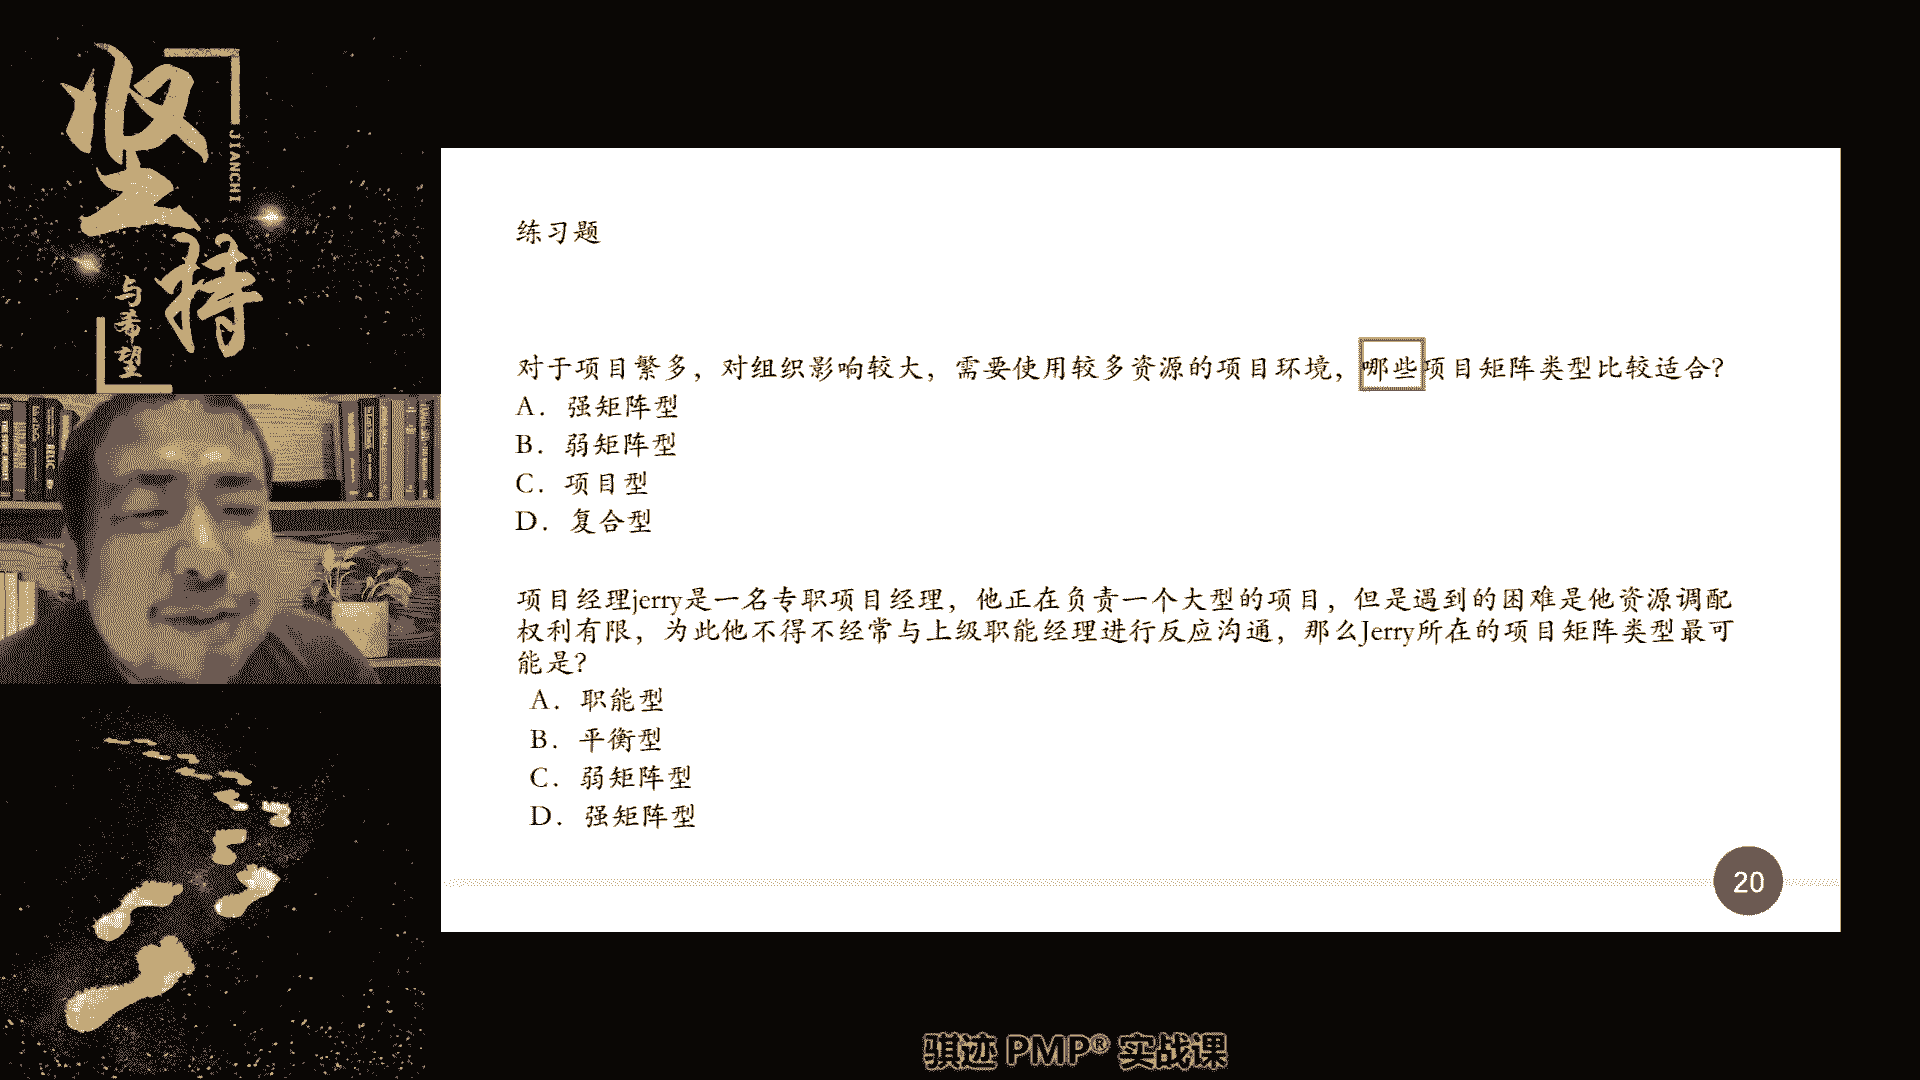 坚持
JIANCHI
与希望
练习题
对于项目繁多，对组织影响较大，需要使用较多资源的项目环境，哪些项目矩阵类型比较适合？
A．强矩阵型
B．弱矩阵型
C．项目型
D．复合型
项目经理jerry是一名专职项目经理，他正在负责一个大型的项目，但是遇到的困难是他资源调配
权利有限，为此他不得不经常与上级职能经理进行反应沟通，那么Jerry所在的项目矩阵类型最可
能是？
A．职能型
B．平衡型
C．弱矩阵型
D．强矩阵型
20
骐迹 PMP® 实战课